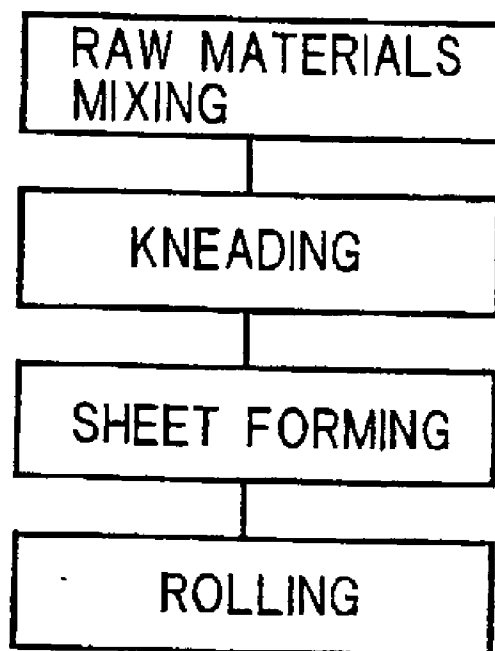 RAW MATERIALS
MIXING
KNEADING
SHEET FORMING
ROLLING